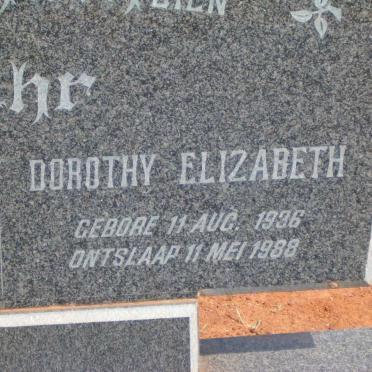 hr
DOROTHY ELIZABETH
GEBORE 11 AUG. 1936
ONTSLAAP 11 MEI 1988